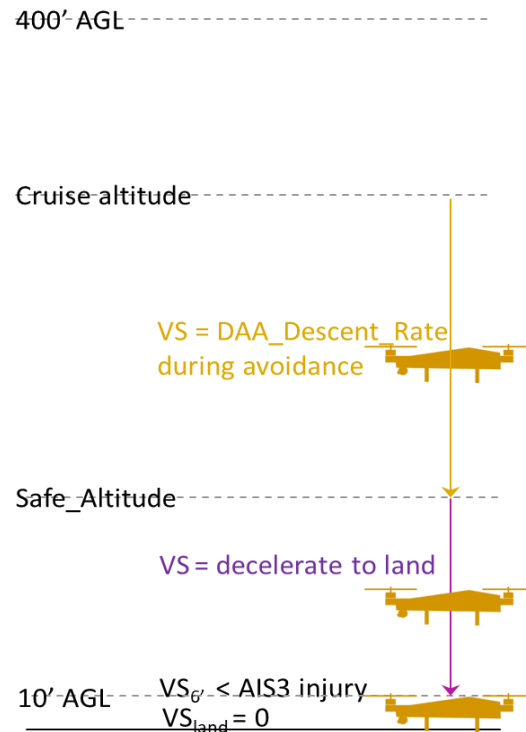 400’ AGL
Cruise altitude
VS = DAA_Descent_Rate
during avoidance
Safe_Altitude
VS = decelerate to land
10’ AGL
VS6’ < AIS3 injury
VSland = 0